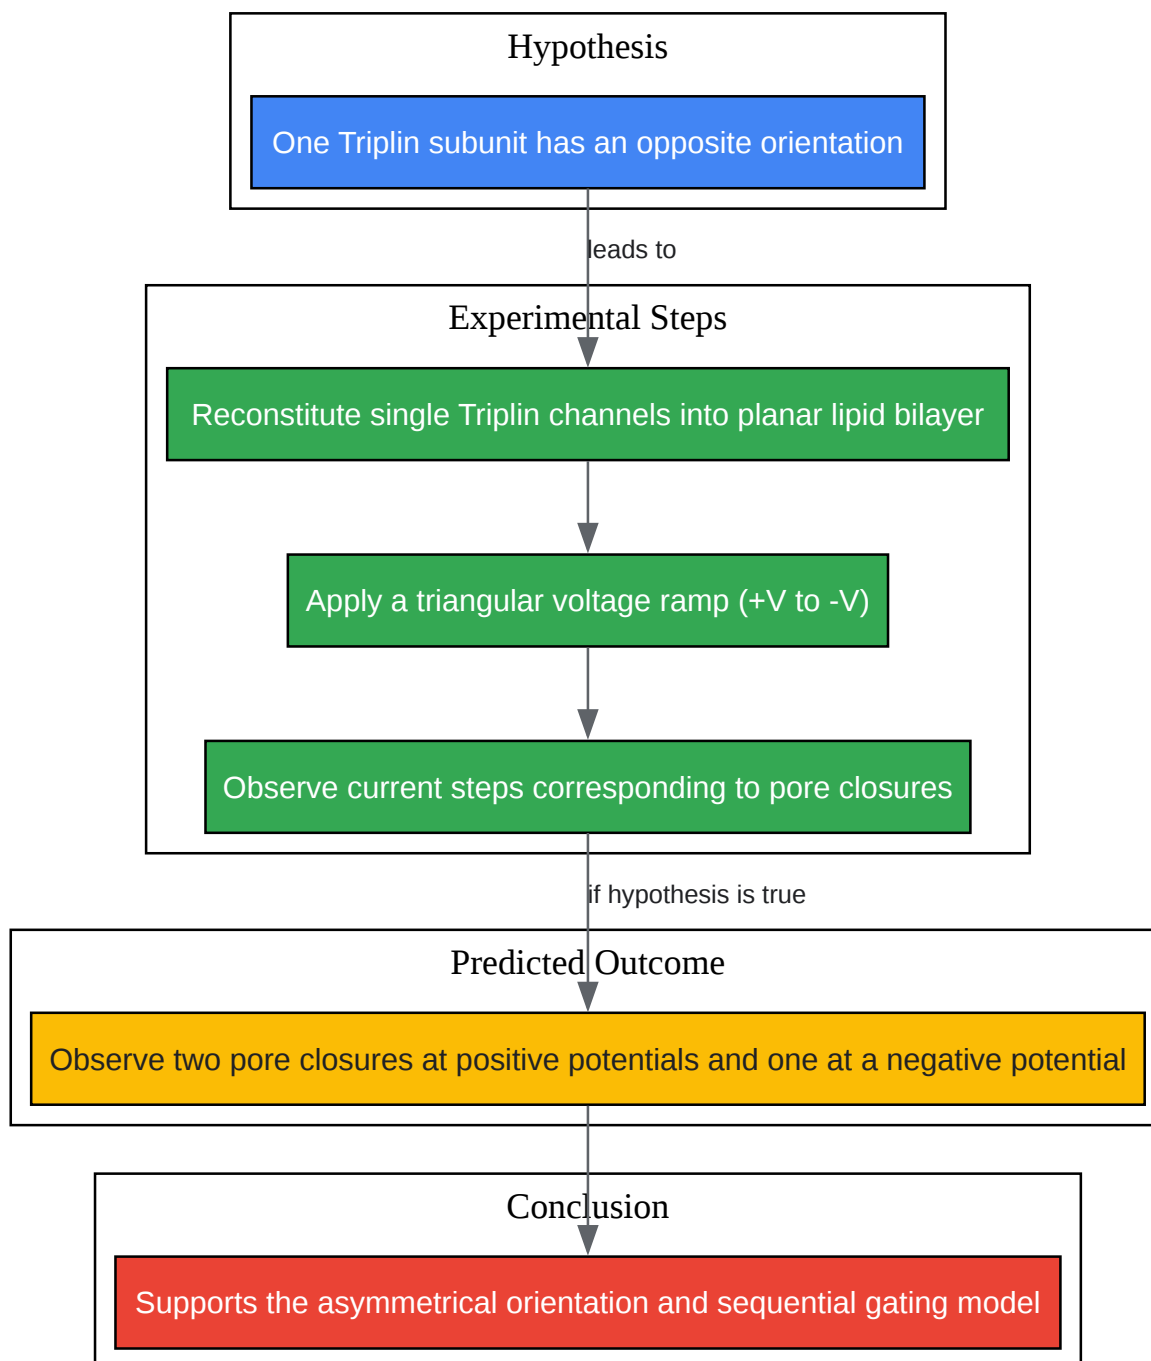 Hypothesis
One Triplin subunit has an opposite orientation
leads to
Experimental Steps
Reconstitute single Triplin channels into planar lipid bilayer
Apply a triangular voltage ramp (+V to -V)
Observe current steps corresponding to pore closures
if hypothesis is true
Predicted Outcome
Observe two pore closures at positive potentials and one at a negative potential
Conclusion
Supports the asymmetrical orientation and sequential gating model